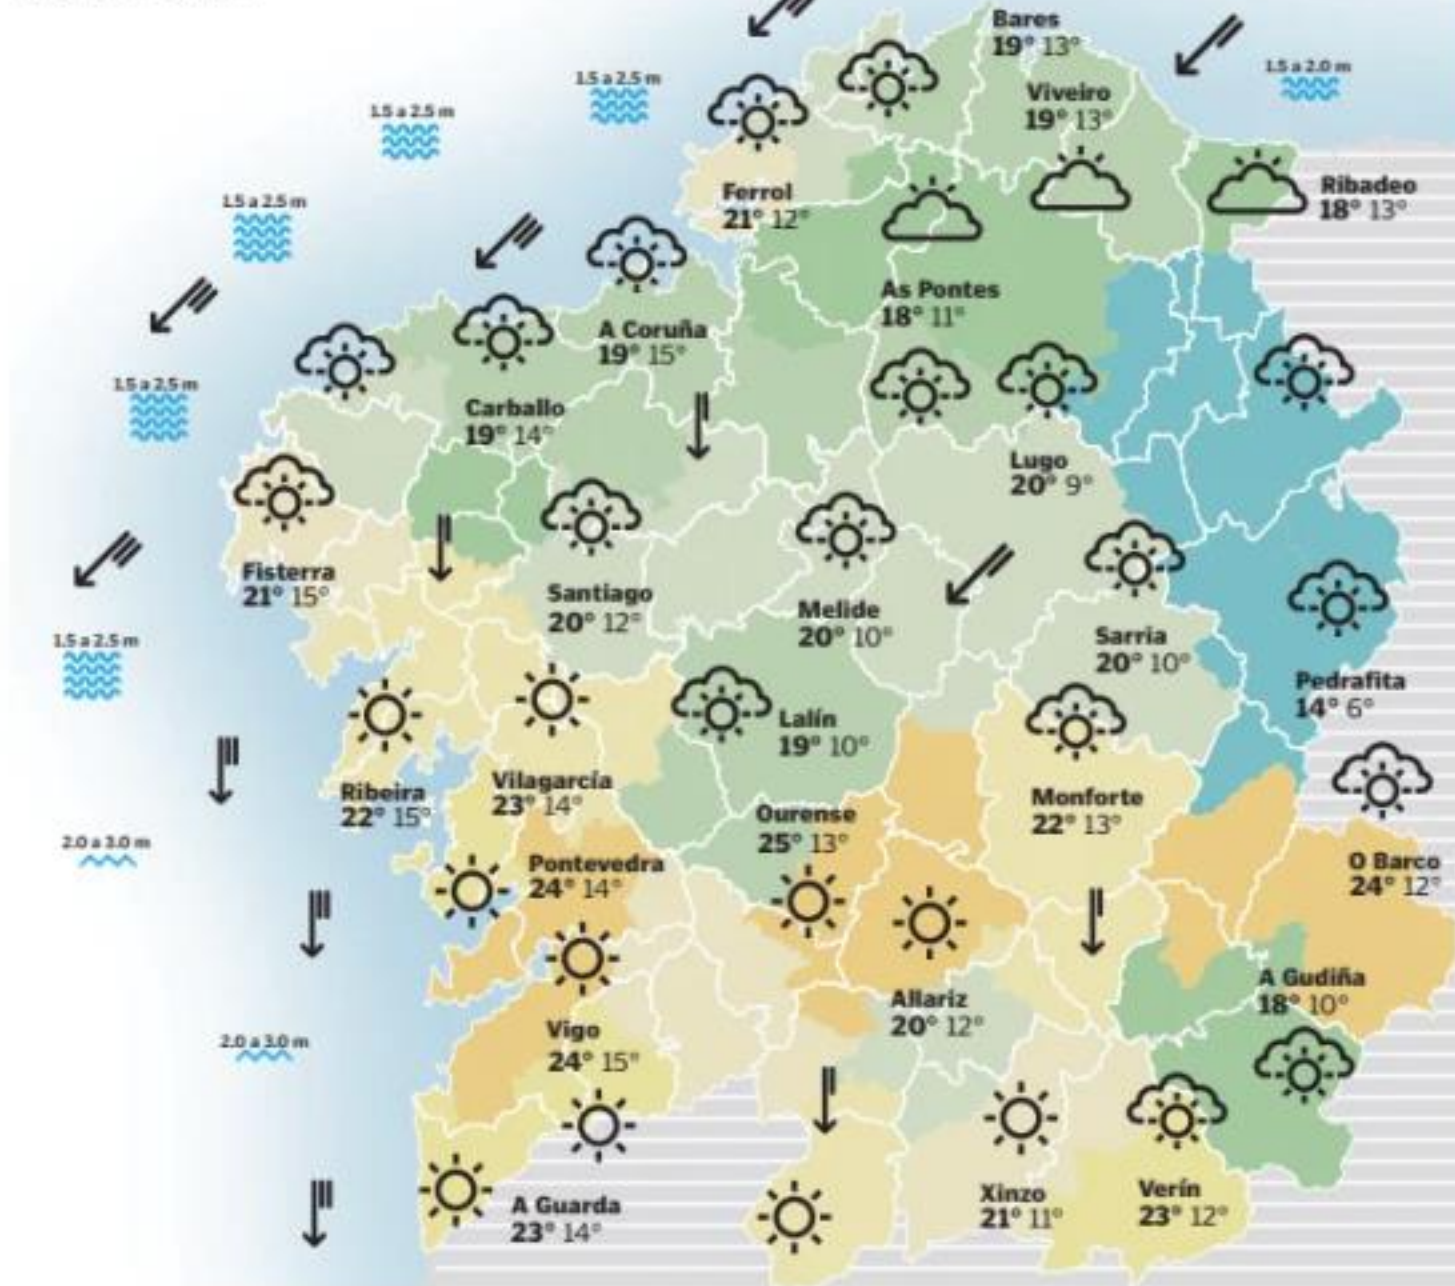 Bares
19° 13°
1.5 a 2.0 m
1.5 a 2.5 m
Viveiro
19° 13°
1.5 a 2.5 m
Ribadeo
18° 13°
Ferrol
21° 12°
1.5 a 2.5 m
As Pontes
18° 11°
A Coruña
19° 15°
1.5 a 2.5 m
Carballo
19° 14°
Lugo
20° 9°
Fisterra
21° 15°
Santiago
20° 12°
Melide
20° 10°
Sarria
20° 10°
1.5 a 2.5 m
Pedrafita
14° 6°
Lalín
19° 10°
Ribeira
22° 15°
Vilagarcía
23° 14°
Ourense
25° 13°
Monforte
22° 13°
2.0 a 3.0 m
Pontevedra
24° 14°
O Barco
24° 12°
A Gudiña
18° 10°
Allariz
20° 12°
Vigo
24° 15°
2.0 a 3.0 m
A Guarda
23° 14°
Xinzo
21° 11°
Verín
23° 12°